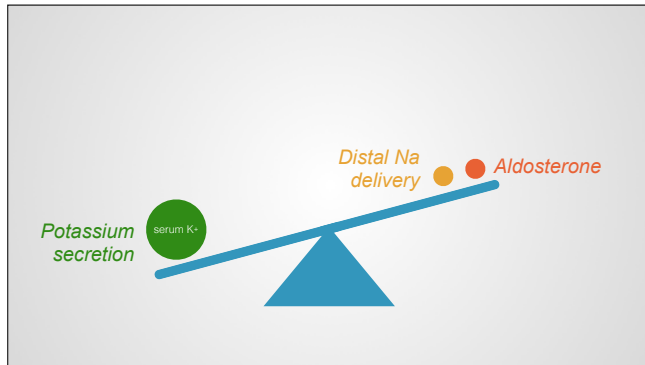 Distal Na
delivery
Aldosterone
serum K+
Potassium
secretion